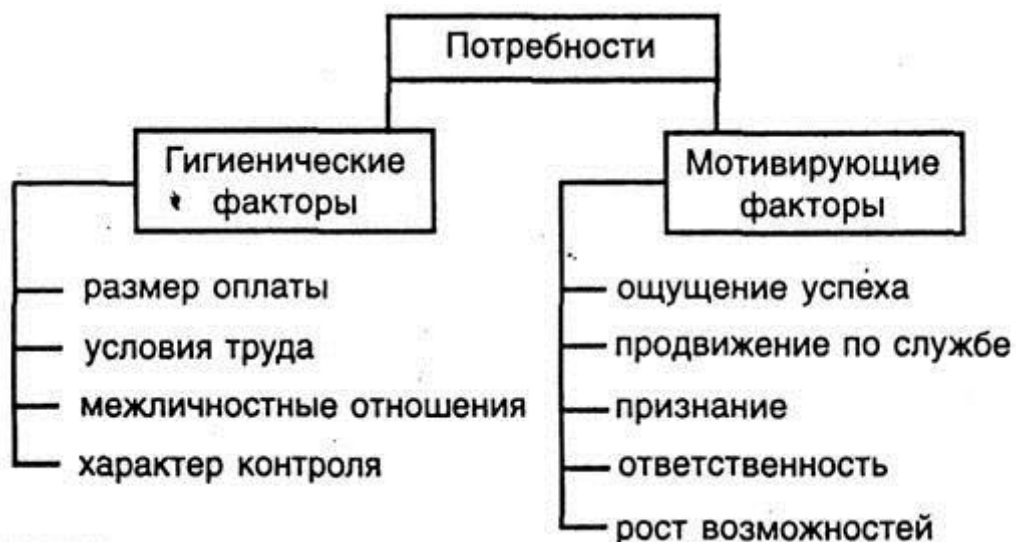 Потребности
Гигиенические
факторы
размер оплаты
условия труда
межличностные отношения
характер контроля
Мотивирующие
факторы
ощущение успеха
продвижение по службе
признание
ответственность
рост возможностей